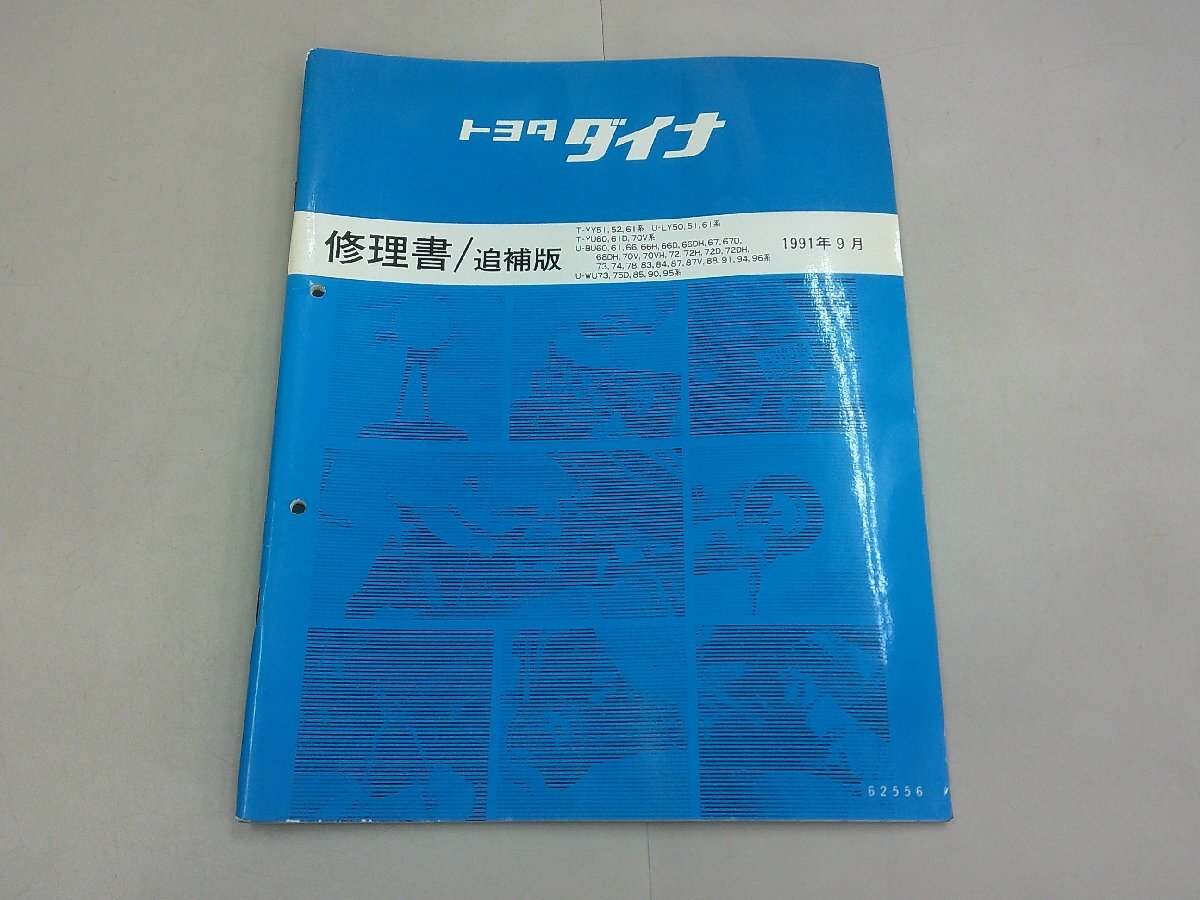 トヨタ ダイナ
修理書/追補版
T-YY51,52,61系 U-LY50,51,61系
T-YU60,61D,70V系
U-BU60,61,66,66H,66D,66DH,67,67D,
68DH,70V,70VH,72,72H,72D,72DH,
73,74,78,83,84,87,87V,88,91,94,96系
U-WU73,75D,85,90,95系
1991年9月
62556